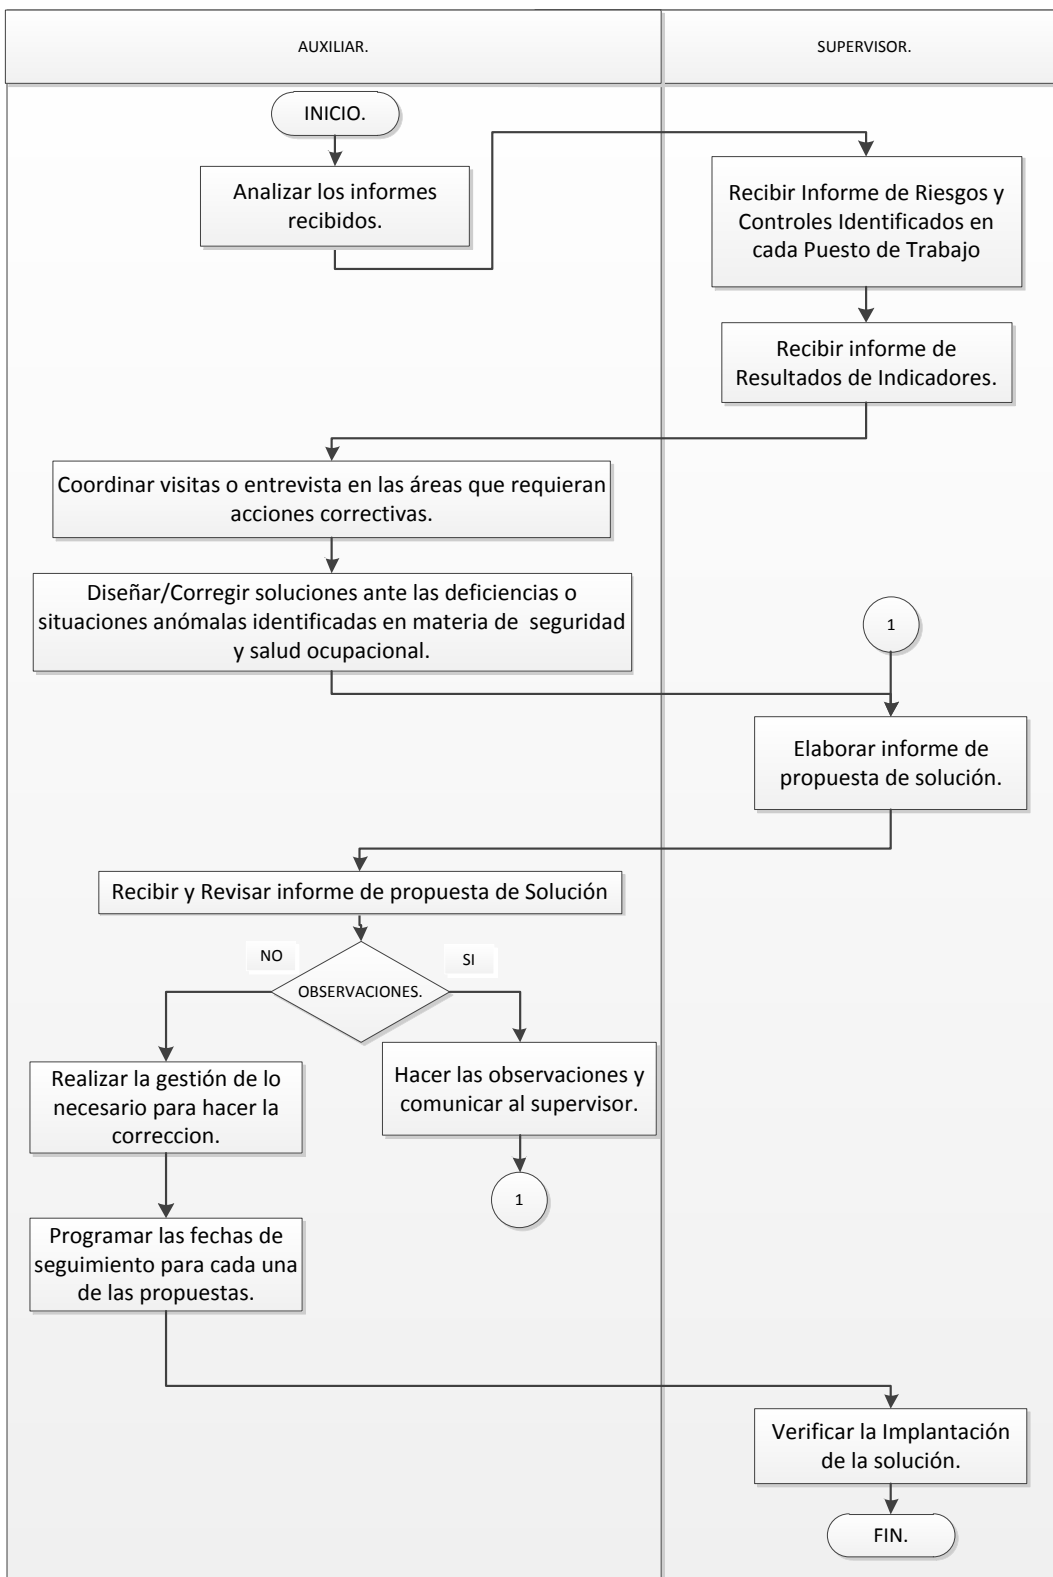 AUXILIAR.
SUPERVISOR.
INICIO.
Analizar los informes
recibidos.
Recibir Informe de Riesgos y
Controles Identificados en
cada Puesto de Trabajo
Recibir informe de
Resultados de Indicadores.
Coordinar visitas o entrevista en las áreas que requieran
acciones correctivas.
Diseñar/Corregir soluciones ante las deficiencias o
situaciones anómalas identificadas en materia de seguridad
y salud ocupacional.
1
Elaborar informe de
propuesta de solución.
Recibir y Revisar informe de propuesta de Solución
NO
SI
OBSERVACIONES.
Realizar la gestión de lo
necesario para hacer la
correccion.
Hacer las observaciones y
comunicar al supervisor.
1
Programar las fechas de
seguimiento para cada una
de las propuestas.
Verificar la Implantación
de la solución.
FIN.